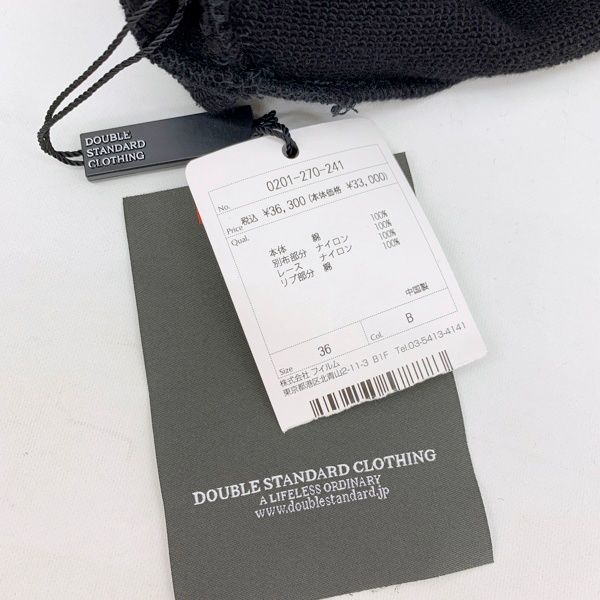 DOUBLE
STANDARD
CLOTHING
No. 0201-270-241
Price 税込 ¥36,300 (本体価格 ¥33,000)
Qual.
本体 綿 100%
別布部分 ナイロン 100%
レース ナイロン 100%
リブ部分 綿 100%
中国製
Size 36 Col. B
株式会社 フイルム
東京都港区北青山2-11-3 B1F Tel.03-5413-4141
DOUBLE STANDARD CLOTHING
A LIFELESS ORDINARY
www.doublestandard.jp